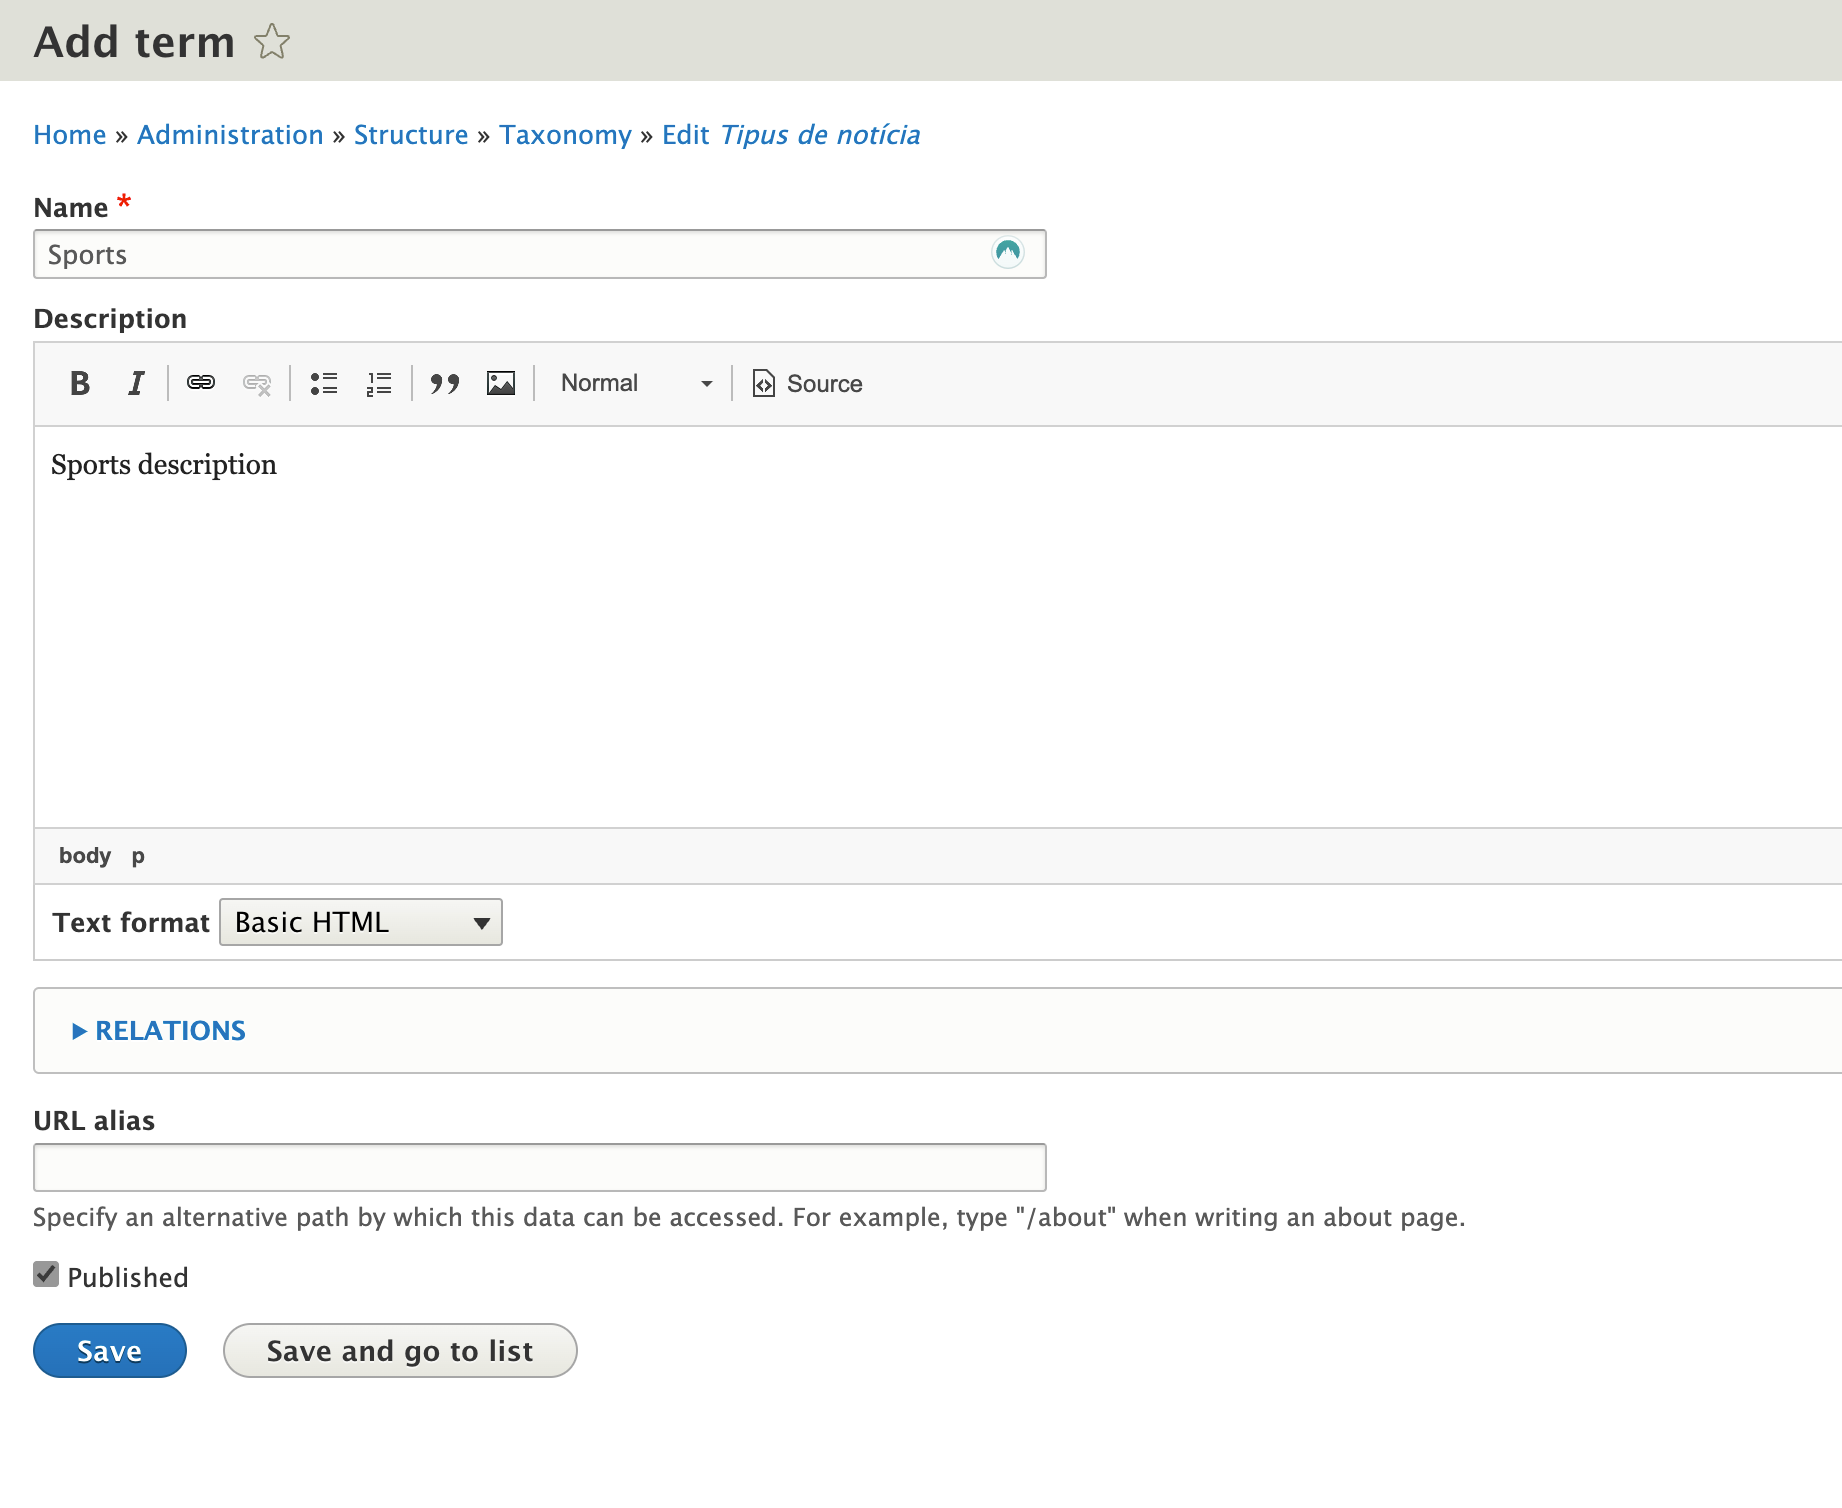 Add term
Home » Administration » Structure » Taxonomy » Edit Tipus de notícia
Name *
Sports
Description
B I Normal Source
Sports description
body p
Text format Basic HTML
RELATIONS
URL alias
Specify an alternative path by which this data can be accessed. For example, type "/about" when writing an about page.
Published
Save Save and go to list